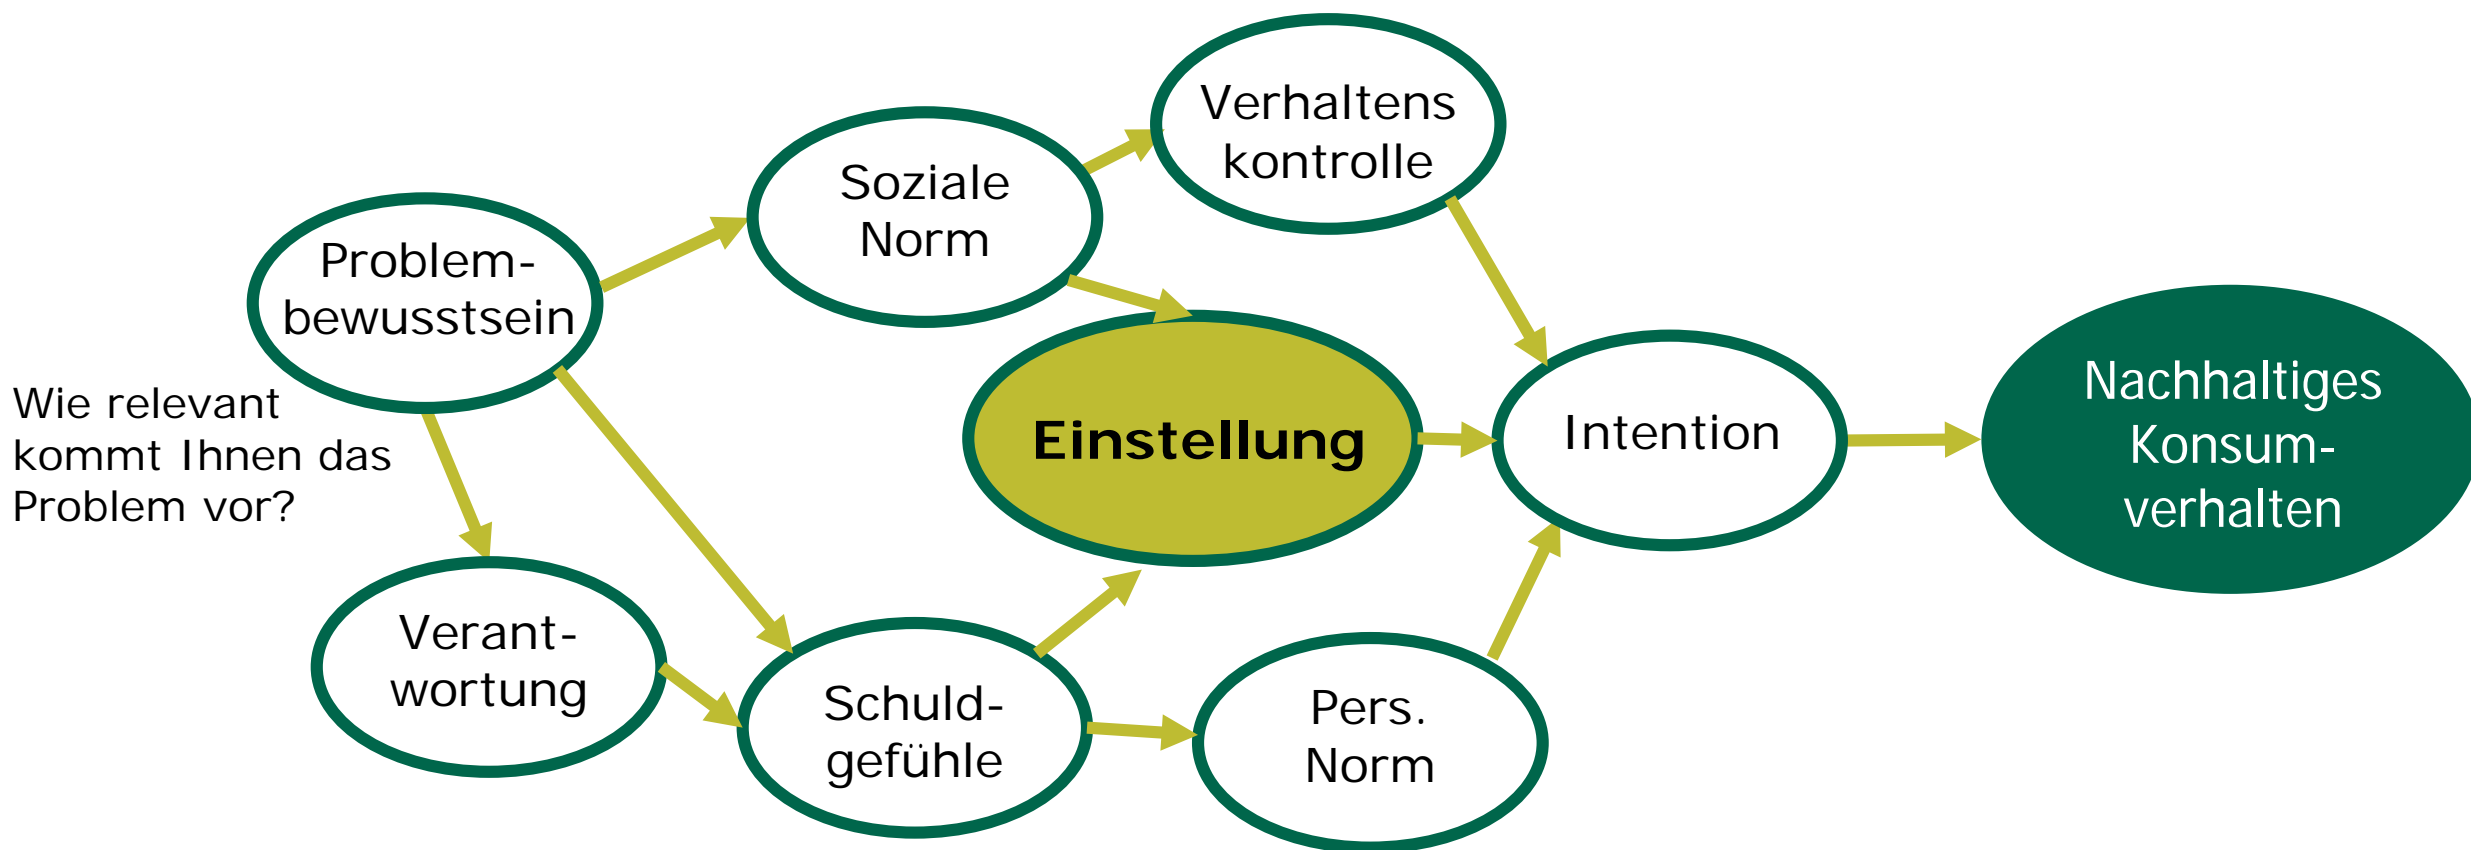 Verhaltens
kontrolle
Soziale
Norm
Problem-
bewusstsein
Wie relevant
kommt Ihnen das
Problem vor?
Einstellung
Intention
Nachhaltiges
Konsum-
verhalten
Verant-
wortung
Schuld-
gefühle
Pers.
Norm